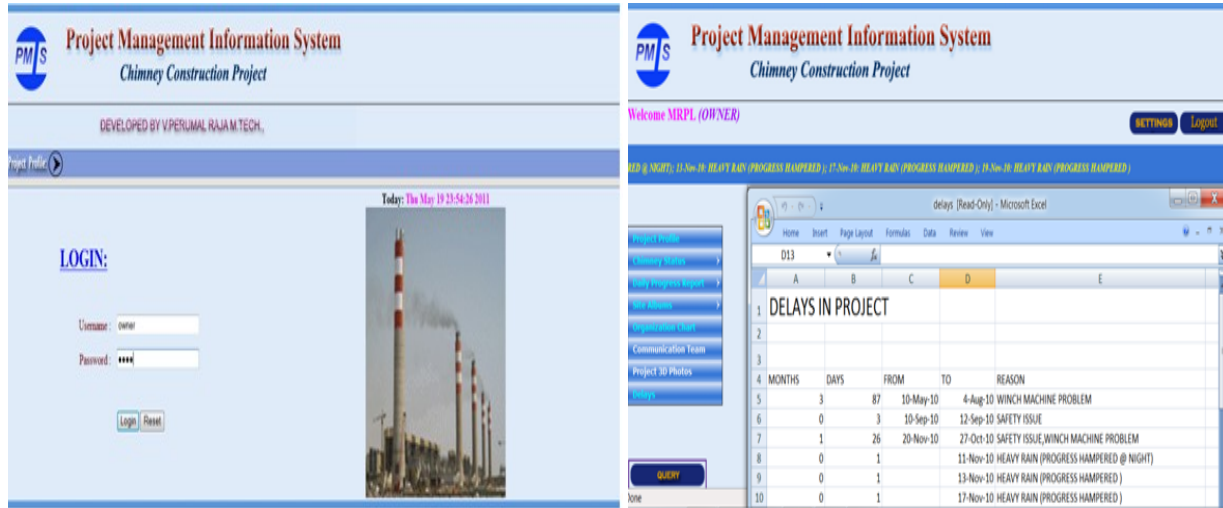 PMIS
Project Management Information System
Chimney Construction Project
DEVELOPED BY V.PERUMAL RAJA M.TECH.,
Project Profile:
Today: Thu May 19 23:54:26 2011
LOGIN:
Username : owner
Password : ••••
Login Reset
PMIS
Project Management Information System
Chimney Construction Project
Welcome MRPL (OWNER)
SETTINGS Logout
RED @ NIGHT); 13-Nov-10: HEAVY RAIN (PROGRESS HAMPERED ); 17-Nov-10: HEAVY RAIN (PROGRESS HAMPERED ); 19-Nov-10: HEAVY RAIN (PROGRESS HAMPERED )
Project Profile
Chimney Status
Daily Progress Report
Site Albums
Organization Chart
Communication Team
Project 3D Photos
Delays
QUERY
Done
delays [Read-Only] - Microsoft Excel
Home Insert Page Layout Formulas Data Review View
D13 fx
A B C D E
1 DELAYS IN PROJECT
2
3
4 MONTHS DAYS FROM TO REASON
5 3 87 10-May-10 4-Aug-10 WINCH MACHINE PROBLEM
6 0 3 10-Sep-10 12-Sep-10 SAFETY ISSUE
7 1 26 20-Nov-10 27-Oct-10 SAFETY ISSUE,WINCH MACHINE PROBLEM
8 0 1 11-Nov-10 HEAVY RAIN (PROGRESS HAMPERED @ NIGHT)
9 0 1 13-Nov-10 HEAVY RAIN (PROGRESS HAMPERED )
10 0 1 17-Nov-10 HEAVY RAIN (PROGRESS HAMPERED )